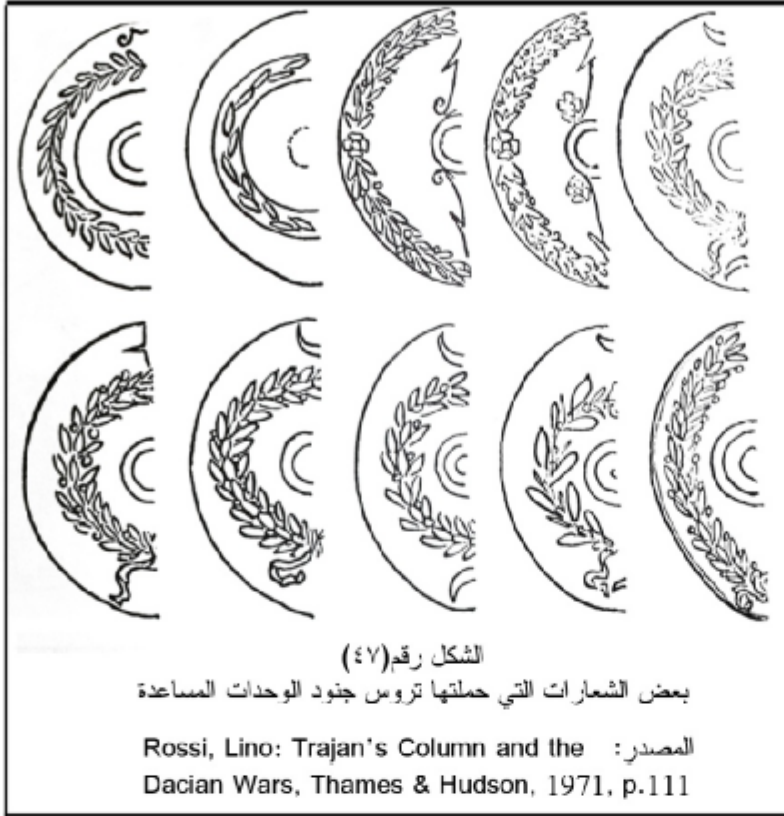 الشكل رقم(٤٧)
بعض الشعارات التي حملتها تروس جنود الوحدات المساعدة
المصدر: Rossi, Lino: Trajan's Column and the
Dacian Wars, Thames & Hudson, 1971, p.111